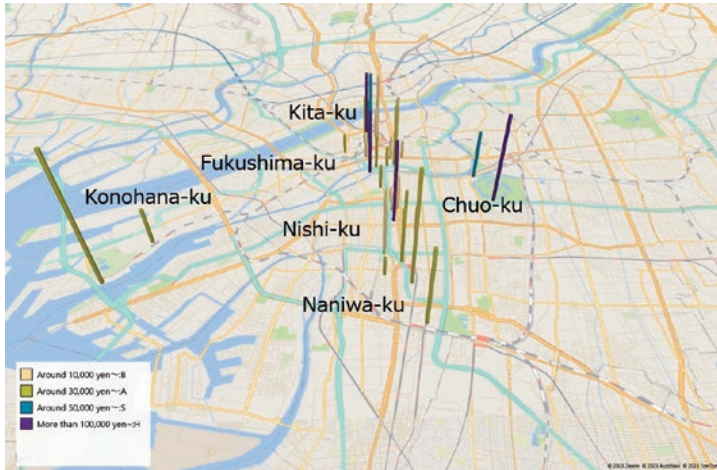 Kita-ku
Fukushima-ku
Konohana-ku
Chuo-ku
Nishi-ku
Naniwa-ku
Around 10,000 yen〜:B
Around 30,000 yen〜:A
Around 50,000 yen〜:S
More than 100,000 yen〜:H